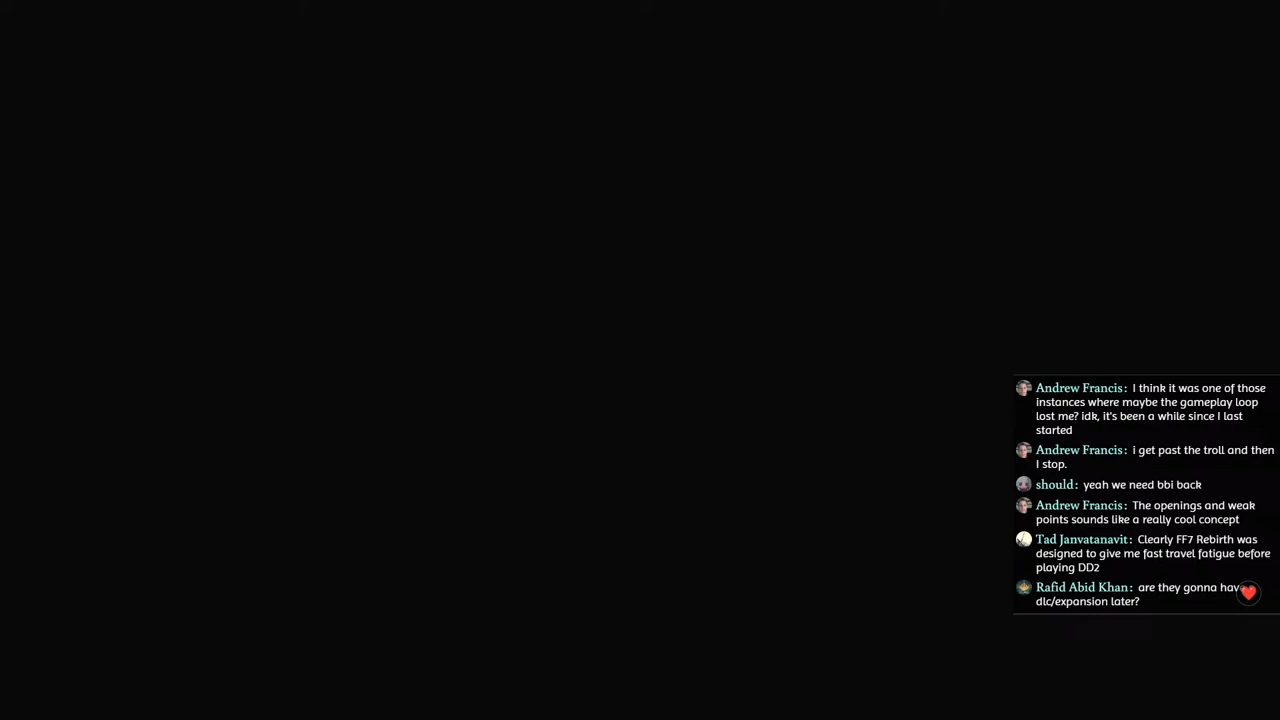 Andrew Francis: I think it was one of those
instances where maybe the gameplay loop
lost me? idk, it's been a while since I last
started
Andrew Francis: i get past the troll and then
I stop.
should: yeah we need bbi back
Andrew Francis: The openings and weak
points sounds like a really cool concept
Tad Janvatanavit: Clearly FF7 Rebirth was
designed to give me fast travel fatigue before
playing DD2
Rafid Abid Khan: are they gonna hav
dlc/expansion later?